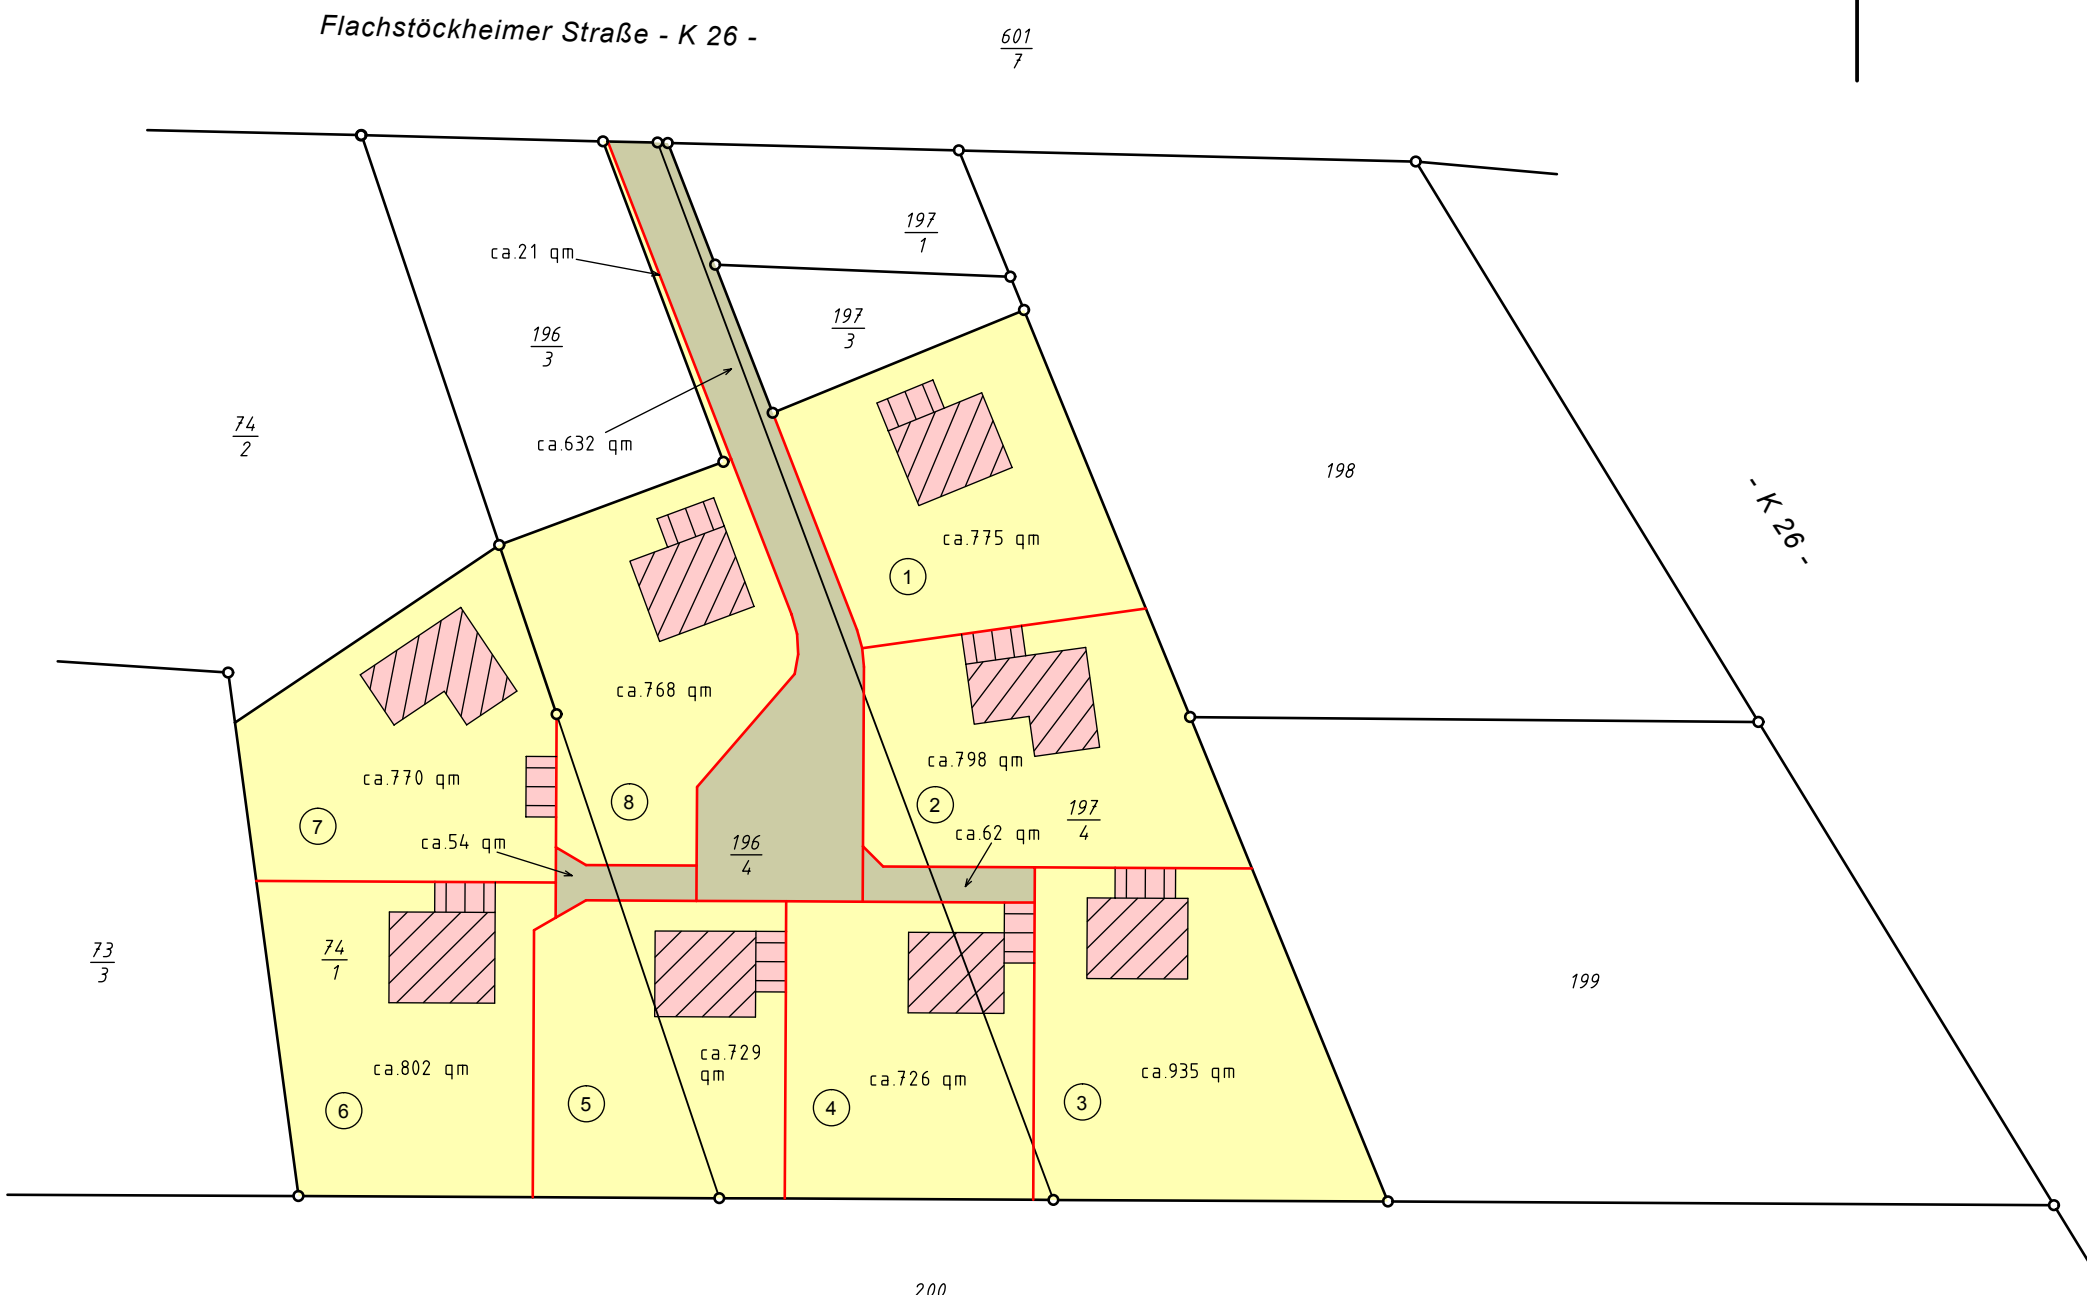 Flachstöckheimer Straße - K 26 -
601
7
197
1
ca.21 qm
197
3
196
3
74
2
ca.632 qm
198
- K 26 -
ca.775 qm
1
ca.768 qm
ca.798 qm
ca.770 qm
8
2
197
4
7
ca.54 qm
ca.62 qm
196
4
73
3
74
1
199
ca.802 qm
ca.729
qm
ca.726 qm
ca.935 qm
6
5
4
3
200